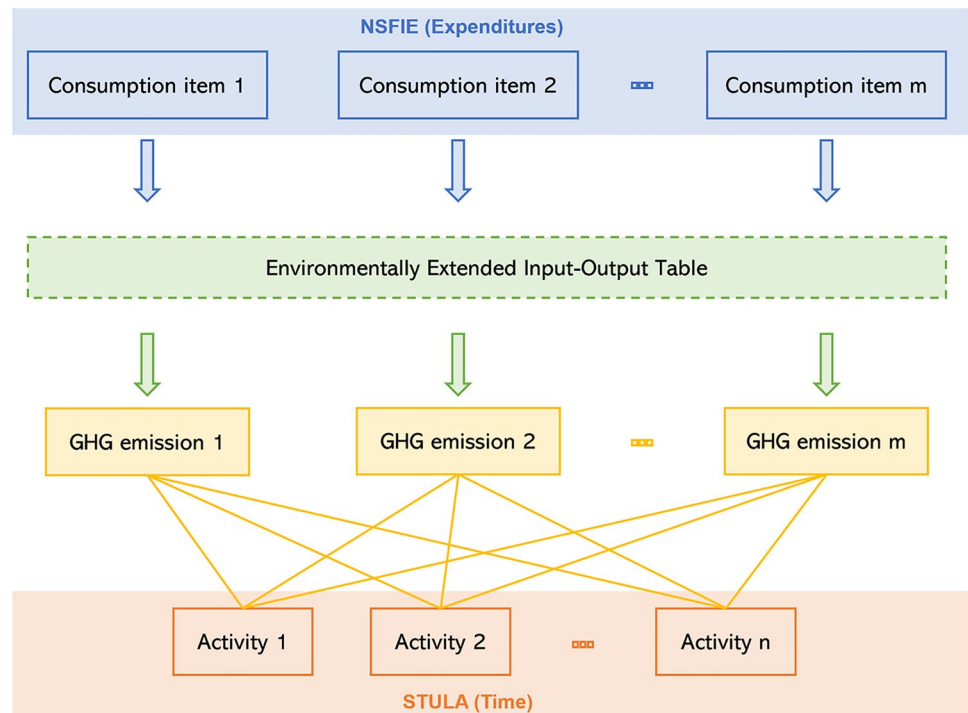 NSFIE (Expenditures)
Consumption item 1
Consumption item 2
Consumption item m
Environmentally Extended Input-Output Table
GHG emission 1
GHG emission 2
GHG emission m
Activity 1
Activity 2
Activity n
STULA (Time)